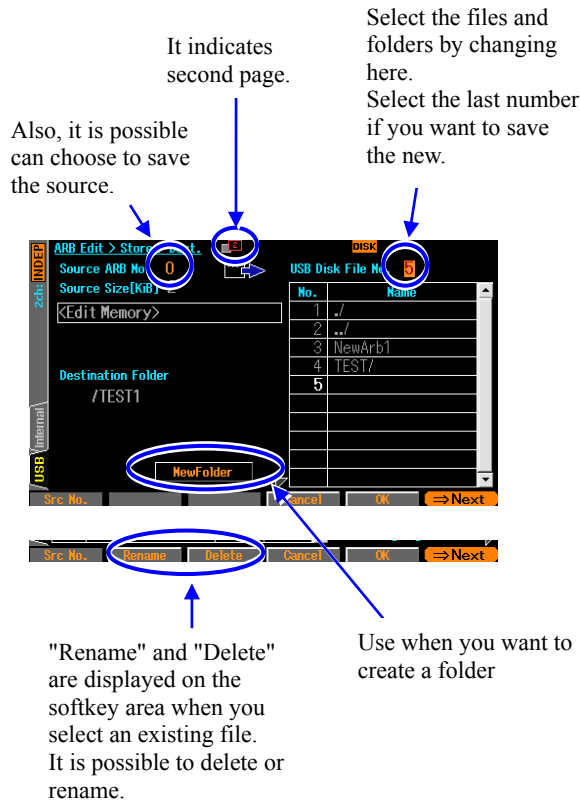 Select the files and
folders by changing
here.
Select the last number
if you want to save
the new.
It indicates
second page.
Also, it is possible
can choose to save
the source.
2ch: INDEP
ARB Edit > Store
2
DISK
Source ARB No. 0
USB Disk File No. 5
Source Size[KiB] 2
<Edit Memory>
No. Name
1 ./
2 ../
3 NewArb1
4 TEST/
5
Destination Folder
/TEST1
Internal
USB
NewFolder
Src No. Cancel OK ⇒Next
Src No. Rename Delete Cancel OK ⇒Next
"Rename" and "Delete"
are displayed on the
softkey area when you
select an existing file.
It is possible to delete or
rename.
Use when you want to
create a folder